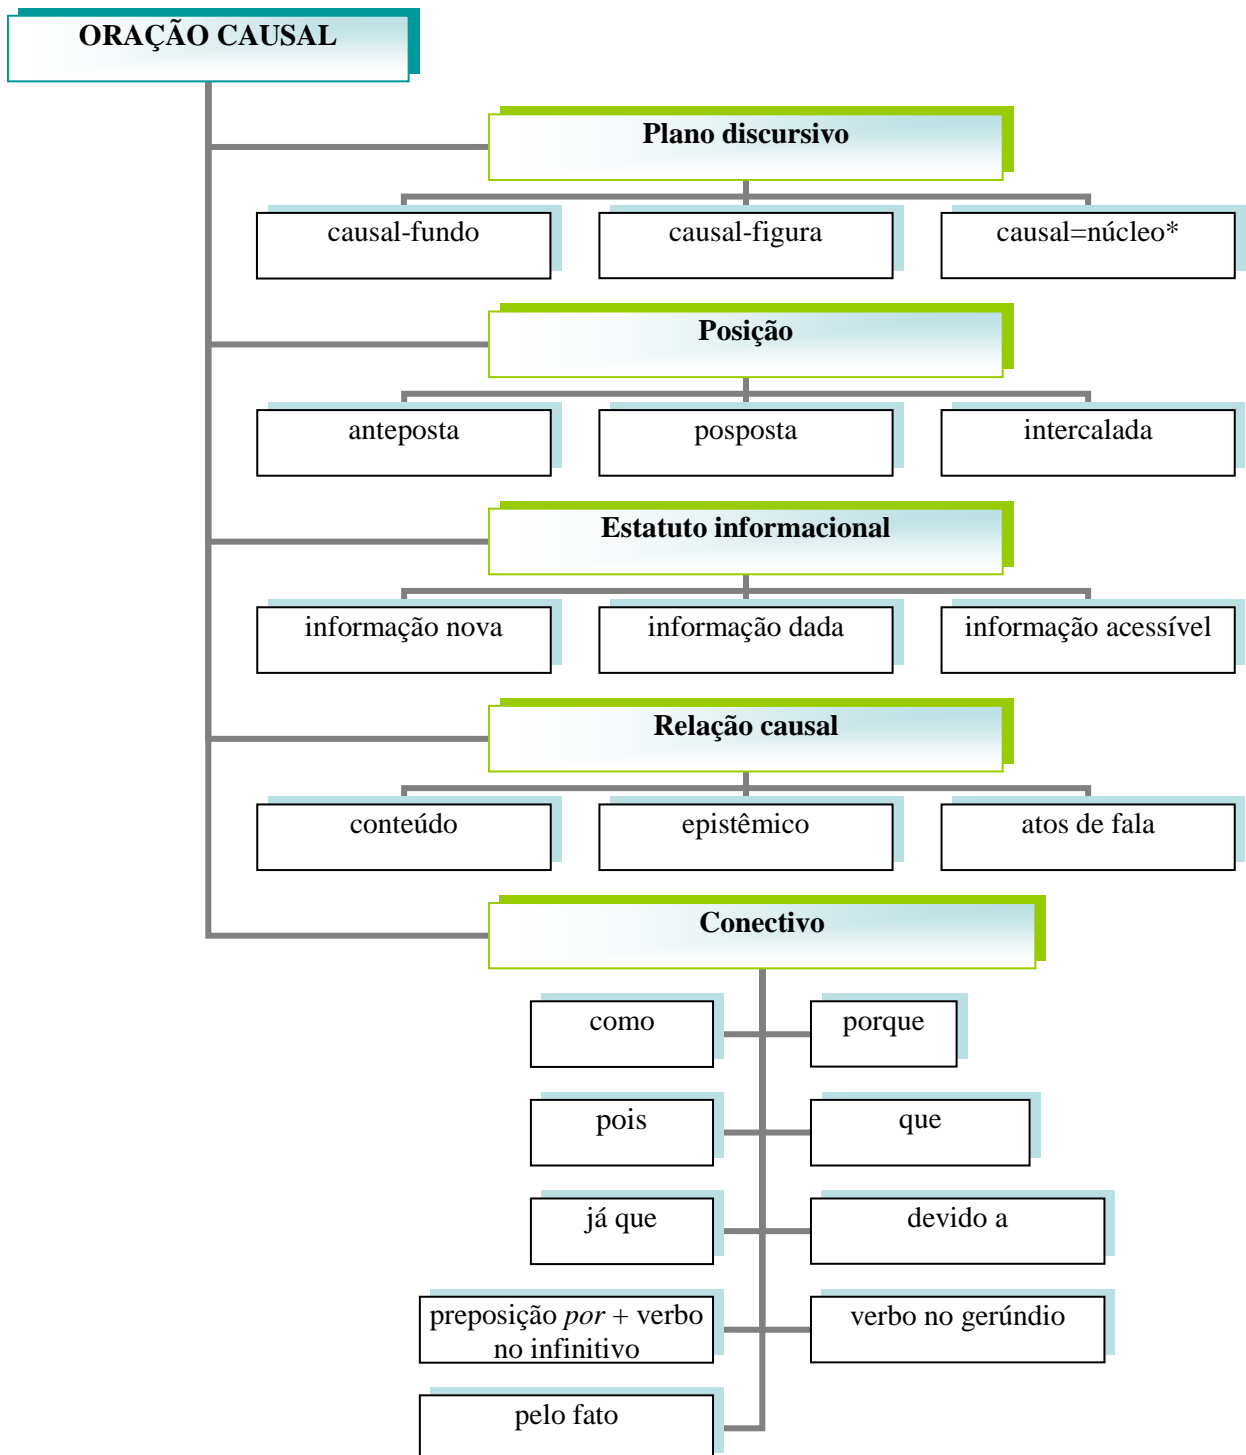 ORAÇÃO CAUSAL
Plano discursivo
causal-fundo
causal-figura
causal=núcleo*
Posição
anteposta
posposta
intercalada
Estatuto informacional
informação nova
informação dada
informação acessível
Relação causal
conteúdo
epistêmico
atos de fala
Conectivo
como
porque
pois
que
já que
devido a
preposição por + verbo
no infinitivo
verbo no gerúndio
pelo fato